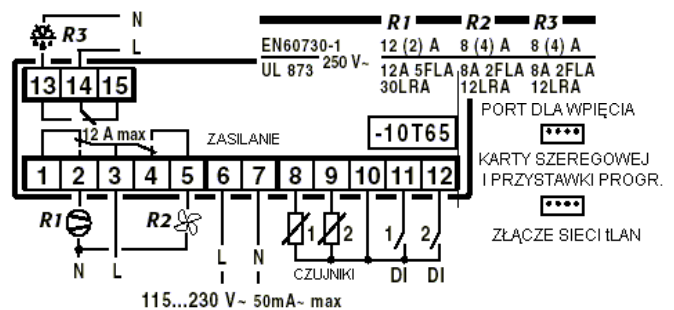 N
R3
L
R1 R2 R3
EN60730-1 250 V~ 12 (2) A 8 (4) A 8 (4) A
UL 873 12A 5FLA 8A 2FLA 8A 2FLA
30LRA 12LRA 12LRA
13 14 15
12 A max
ZASILANIE
-10T65
PORT DLA WPIĘCIA
KARTY SZEREGOWEJ
I PRZYSTAWKI PROGR.
ZŁĄCZE SIECI tLAN
1 2 3 4 5 6 7 8 9 10 11 12
R1 R2 1 2 1 2
N L L N CZUJNIKI DI DI
115...230 V~ 50mA~ max